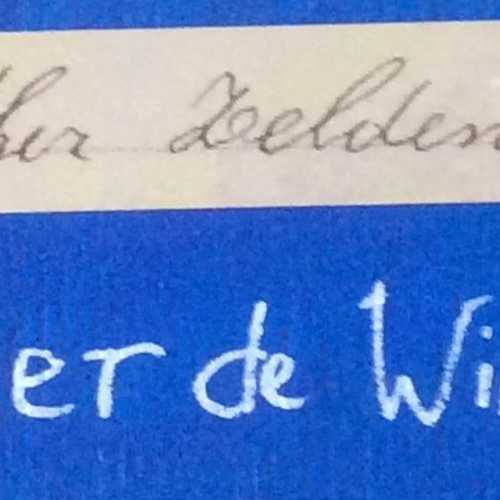 her Zelden
er de Wi